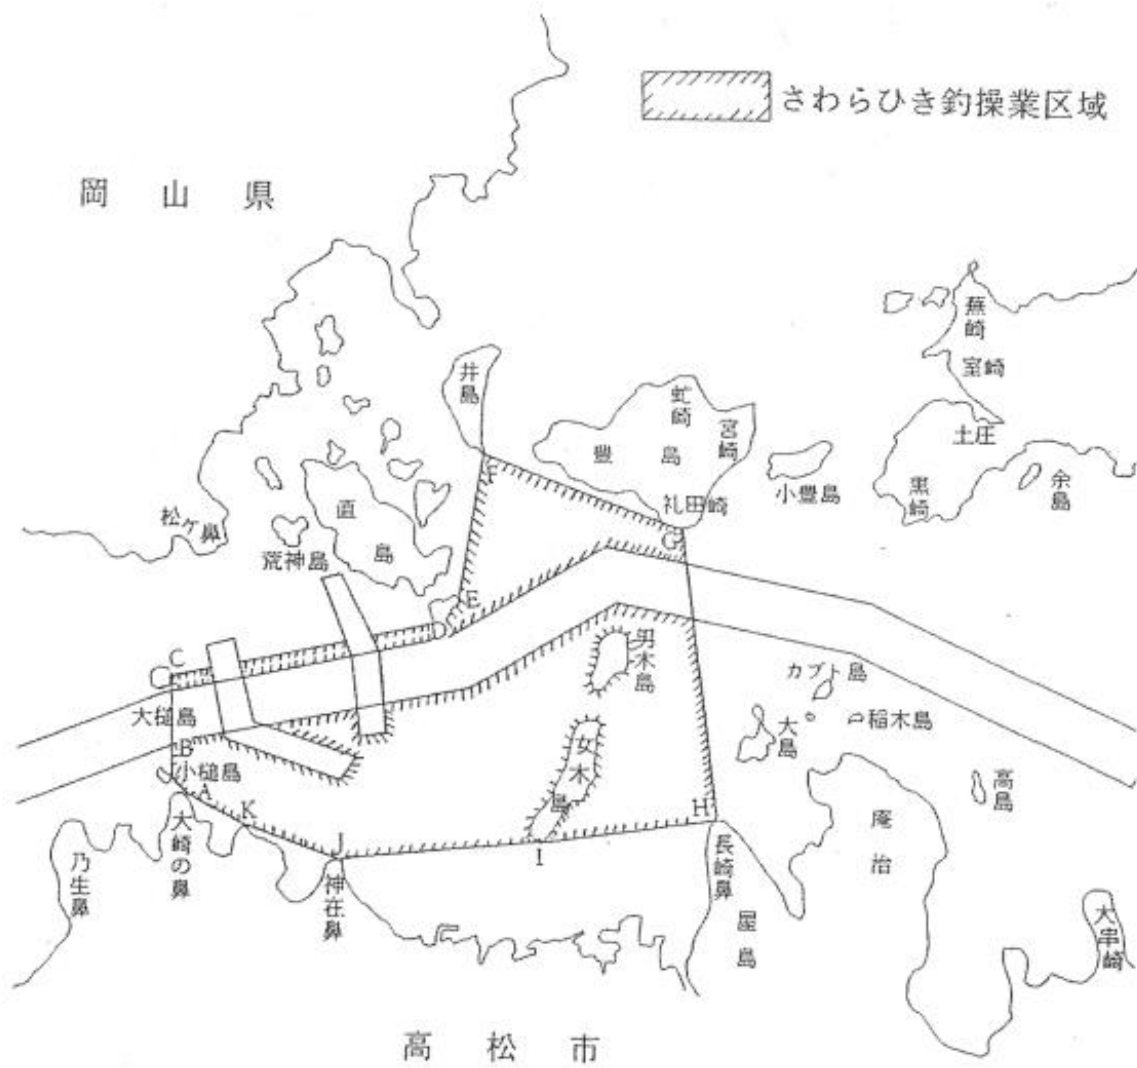 さわらひき釣操業区域
岡山県
蕪崎
室崎
土庄
余島
黒崎
井島
虻崎
宮崎
豊島
小豊島
礼田崎
松ヶ鼻
直島
荒神島
F
G
E
D
C
大槌島
B
小槌島
A
K
J
I
H
男木島
女木島
カブト島
稲木島
大島
高島
庵治
大崎の鼻
乃生鼻
神在鼻
長崎鼻
屋島
大串崎
高松市